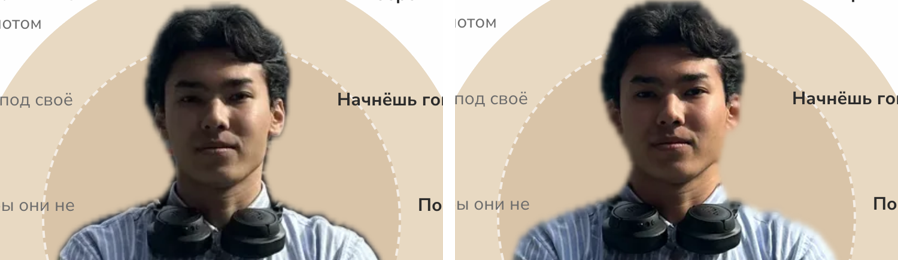 потом
под своё
Начнёшь го
ы они не
По
потом
под своё
Начнёшь го
ы они не
По